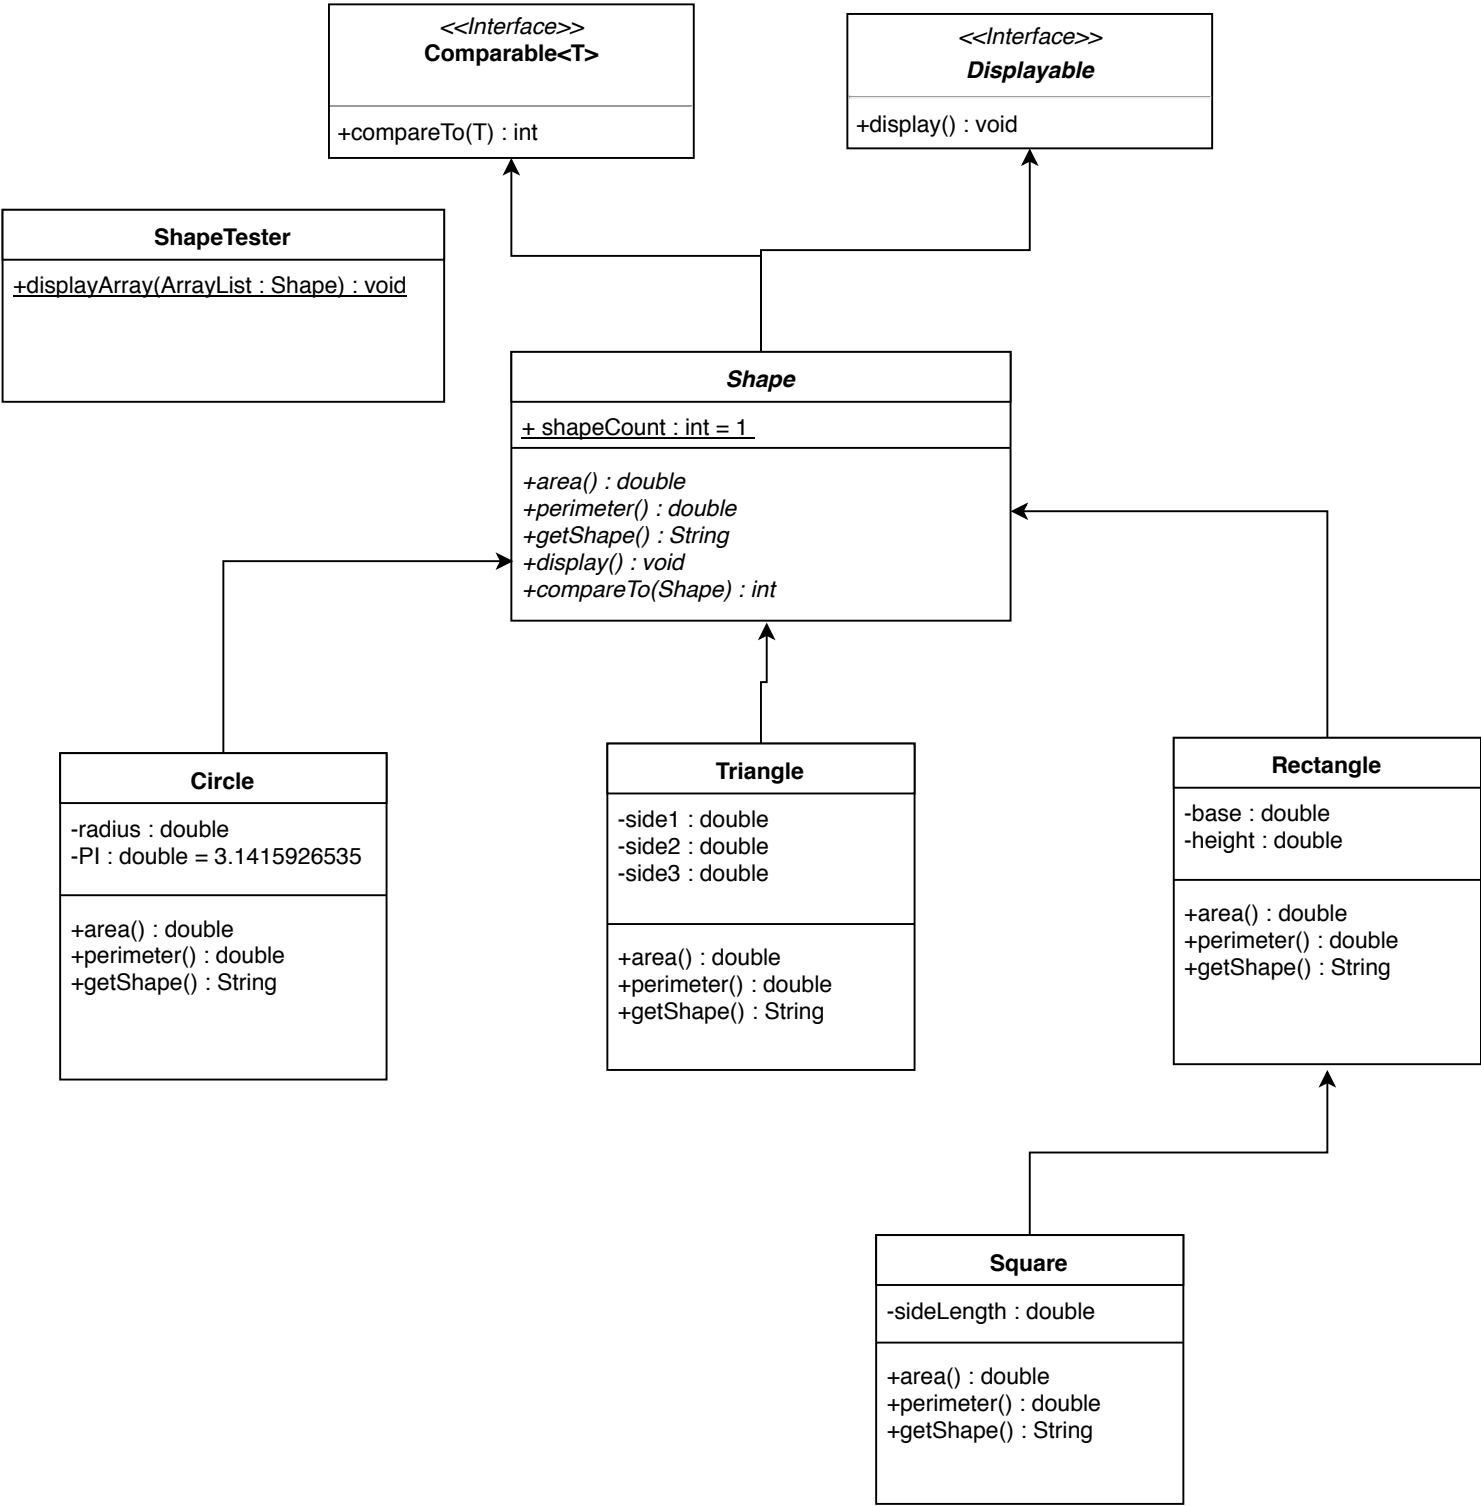 <<Interface>>
Comparable<T>
+compareTo(T) : int
<<Interface>>
Displayable
+display() : void
ShapeTester
+displayArray(ArrayList : Shape) : void
Shape
+ shapeCount : int = 1
+area() : double
+perimeter() : double
+getShape() : String
+display() : void
+compareTo(Shape) : int
Circle
-radius : double
-PI : double = 3.1415926535
+area() : double
+perimeter() : double
+getShape() : String
Triangle
-side1 : double
-side2 : double
-side3 : double
+area() : double
+perimeter() : double
+getShape() : String
Rectangle
-base : double
-height : double
+area() : double
+perimeter() : double
+getShape() : String
Square
-sideLength : double
+area() : double
+perimeter() : double
+getShape() : String